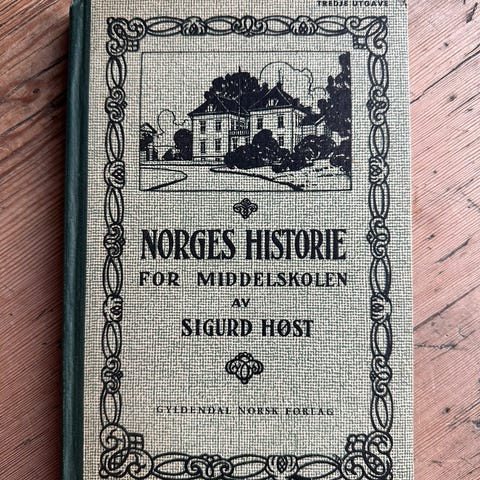 TREDJE UTGAVE
NORGES HISTORIE
FOR MIDDELSKOLEN
AV
SIGURD HØST
GYLDENDAL NORSK FORLAG